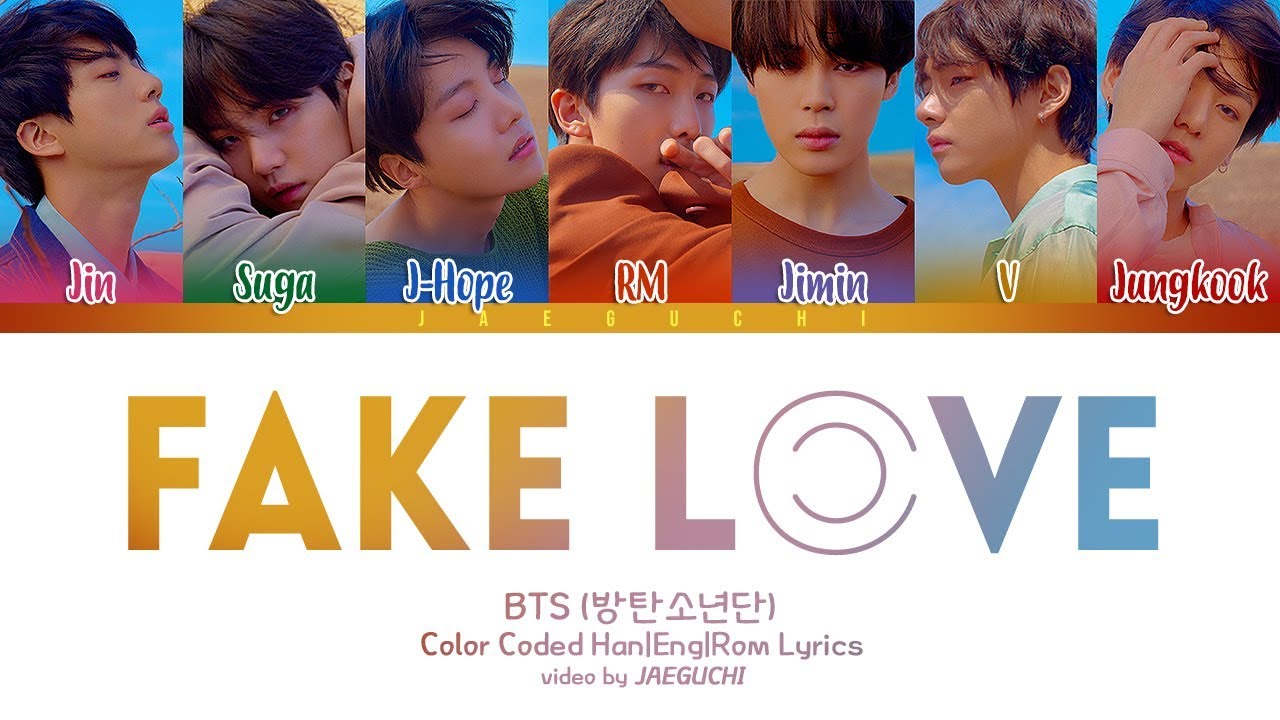 Jin Suga J-Hope RM Jimin V Jungkook
JAEGUCHI
FAKE LOVE
BTS (방탄소년단)
Color Coded Han|Eng|Rom Lyrics
video by JAEGUCHI